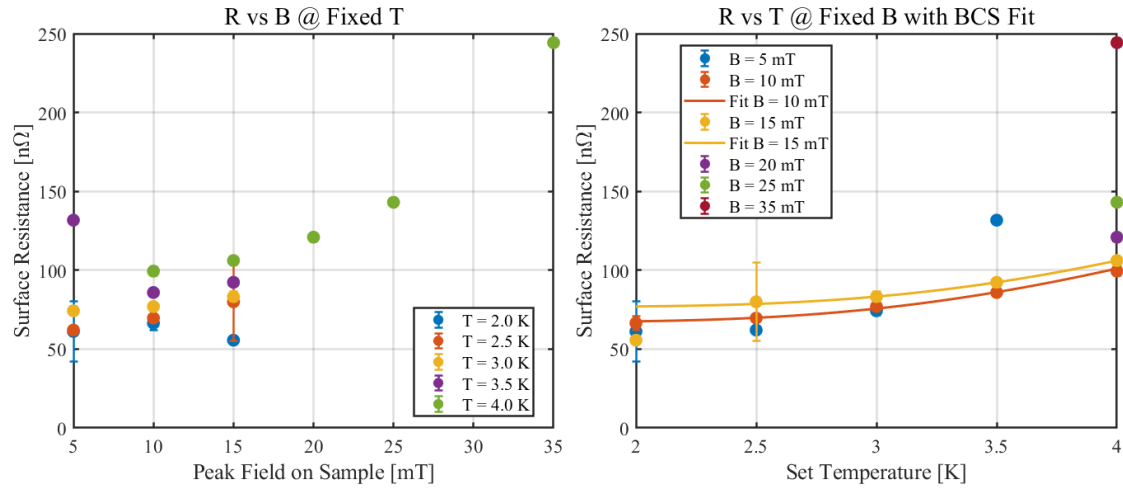 R vs B @ Fixed T
250
200
150
100
50
0
5
10
15
20
25
30
35
Surface Resistance [nΩ]
Peak Field on Sample [mT]
T = 2.0 K
T = 2.5 K
T = 3.0 K
T = 3.5 K
T = 4.0 K
R vs T @ Fixed B with BCS Fit
250
200
150
100
50
0
2
2.5
3
3.5
4
Surface Resistance [nΩ]
Set Temperature [K]
B = 5 mT
B = 10 mT
Fit B = 10 mT
B = 15 mT
Fit B = 15 mT
B = 20 mT
B = 25 mT
B = 35 mT